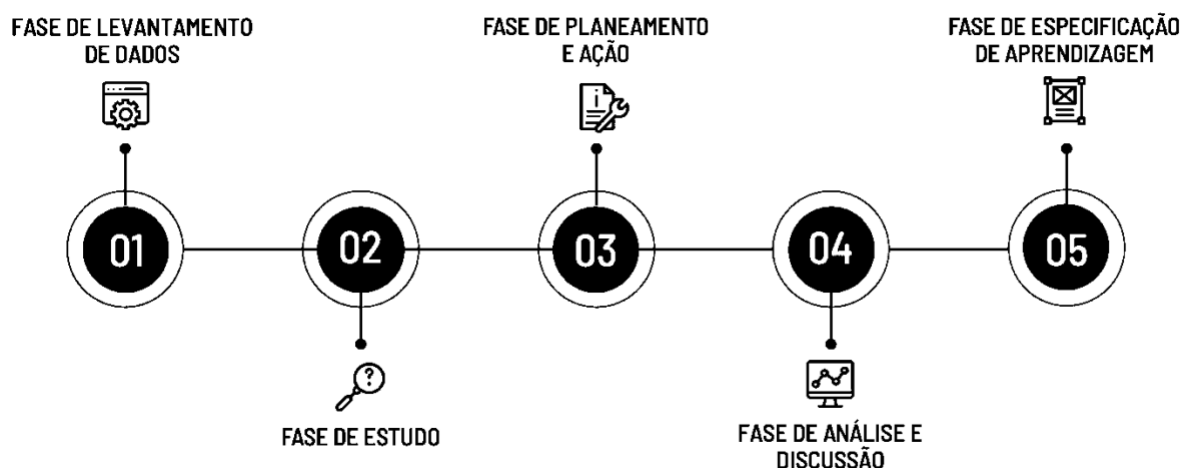 FASE DE LEVANTAMENTO
DE DADOS
01
02
FASE DE ESTUDO
FASE DE PLANEAMENTO
E AÇÃO
03
04
FASE DE ANÁLISE E
DISCUSSÃO
FASE DE ESPECIFICAÇÃO
DE APRENDIZAGEM
05